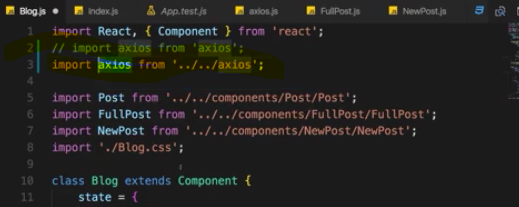 Blog.js Index.js App.test.js axios.js FullPost.js NewPost.js
1 import React, { Component } from 'react';
2 // import axios from 'axios';
3 import axios from '../../axios';
4
5 import Post from '../../components/Post/Post';
6 import FullPost from '../../components/FullPost/FullPost';
7 import NewPost from '../../components/NewPost/NewPost';
8 import './Blog.css';
9
10 class Blog extends Component {
11 state = {